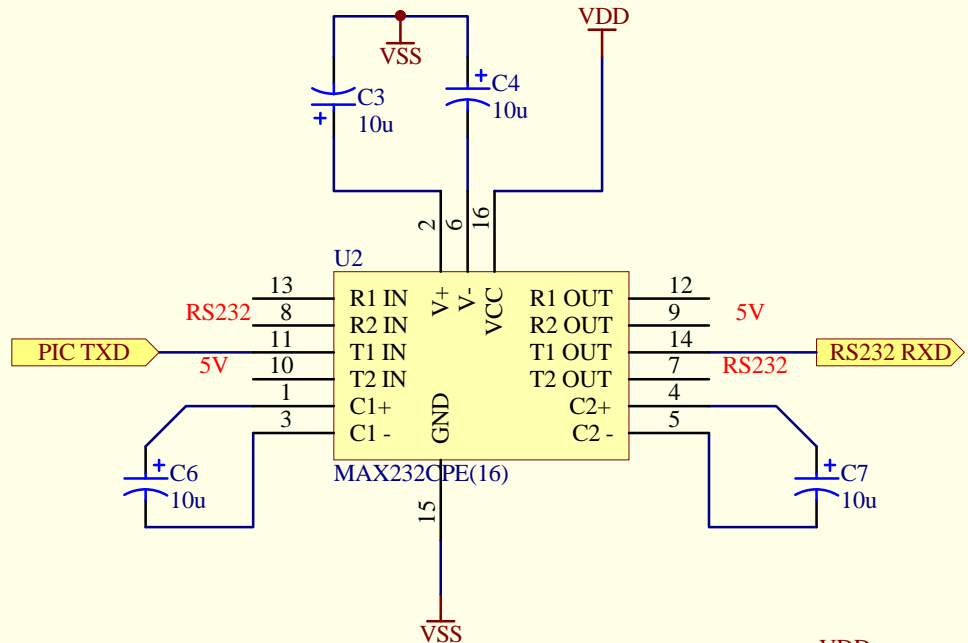 VDD
VSS
C3
10u
C4
10u
2
6
16
U2
13
R1 IN
V+
V-
VCC
R1 OUT
12
RS232
8
R2 IN
R2 OUT
9
5V
PIC TXD
11
T1 IN
T1 OUT
14
RS232 RXD
5V
10
T2 IN
T2 OUT
7
RS232
1
C1+
GND
C2+
4
3
C1 -
C2 -
5
MAX232CPE(16)
C6
10u
15
C7
10u
VSS
VDD